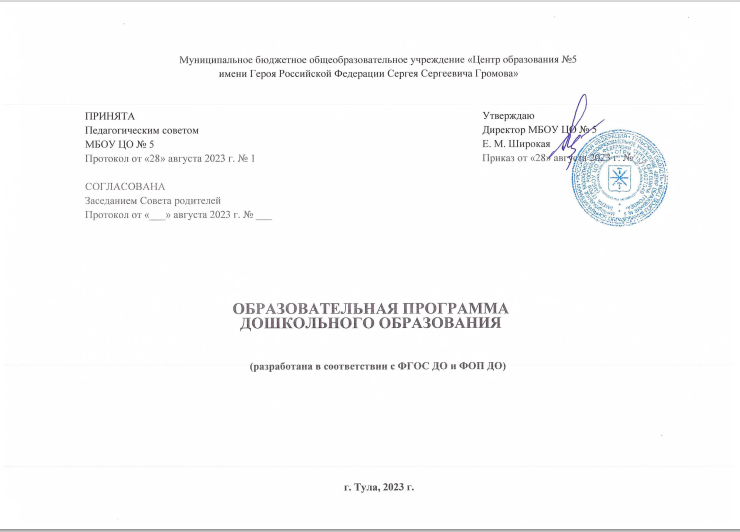 Муниципальное бюджетное общеобразовательное учреждение «Центр образования №5
имени Героя Российской Федерации Сергея Сергеевича Громова»
ПРИНЯТА
Педагогическим советом
МБОУ ЦО № 5
Протокол от «28» августа 2023 г. № 1
СОГЛАСОВАНА
Заседанием Совета родителей
Протокол от «___» августа 2023 г. № ___
Утверждаю
Директор МБОУ ЦО № 5
Е. М. Широкая
Приказ от «28» августа 2023 г. №
ОБРАЗОВАТЕЛЬНАЯ ПРОГРАММА
ДОШКОЛЬНОГО ОБРАЗОВАНИЯ
(разработана в соответствии с ФГОС ДО и ФОП ДО)
г. Тула, 2023 г.